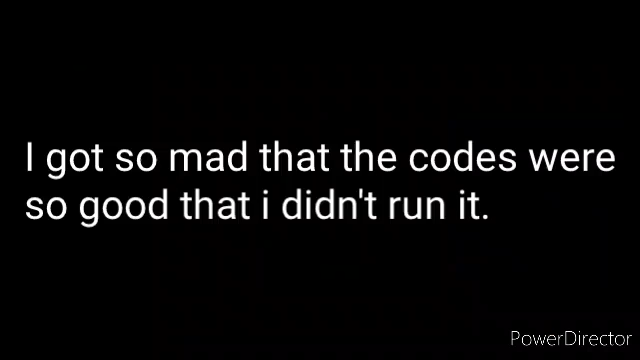 I got so mad that the codes were
so good that i didn't run it.
PowerDirector